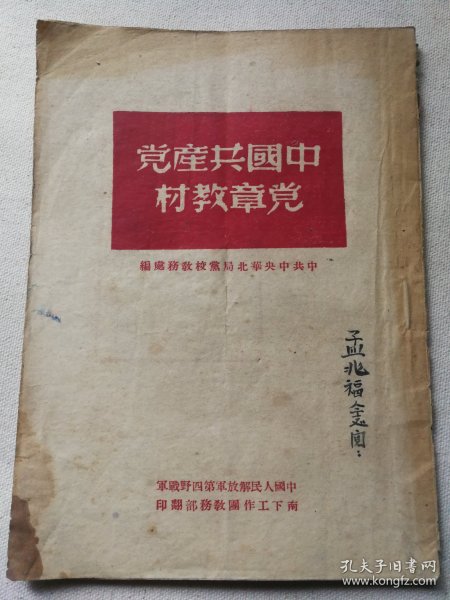 中國共產党
党章教材
中共中央華北局黨校教務處編
孟兆福
中國人民解放軍第四野戰軍
南下工作團教務部翻印
孔夫子旧书网
www.kongfz.com